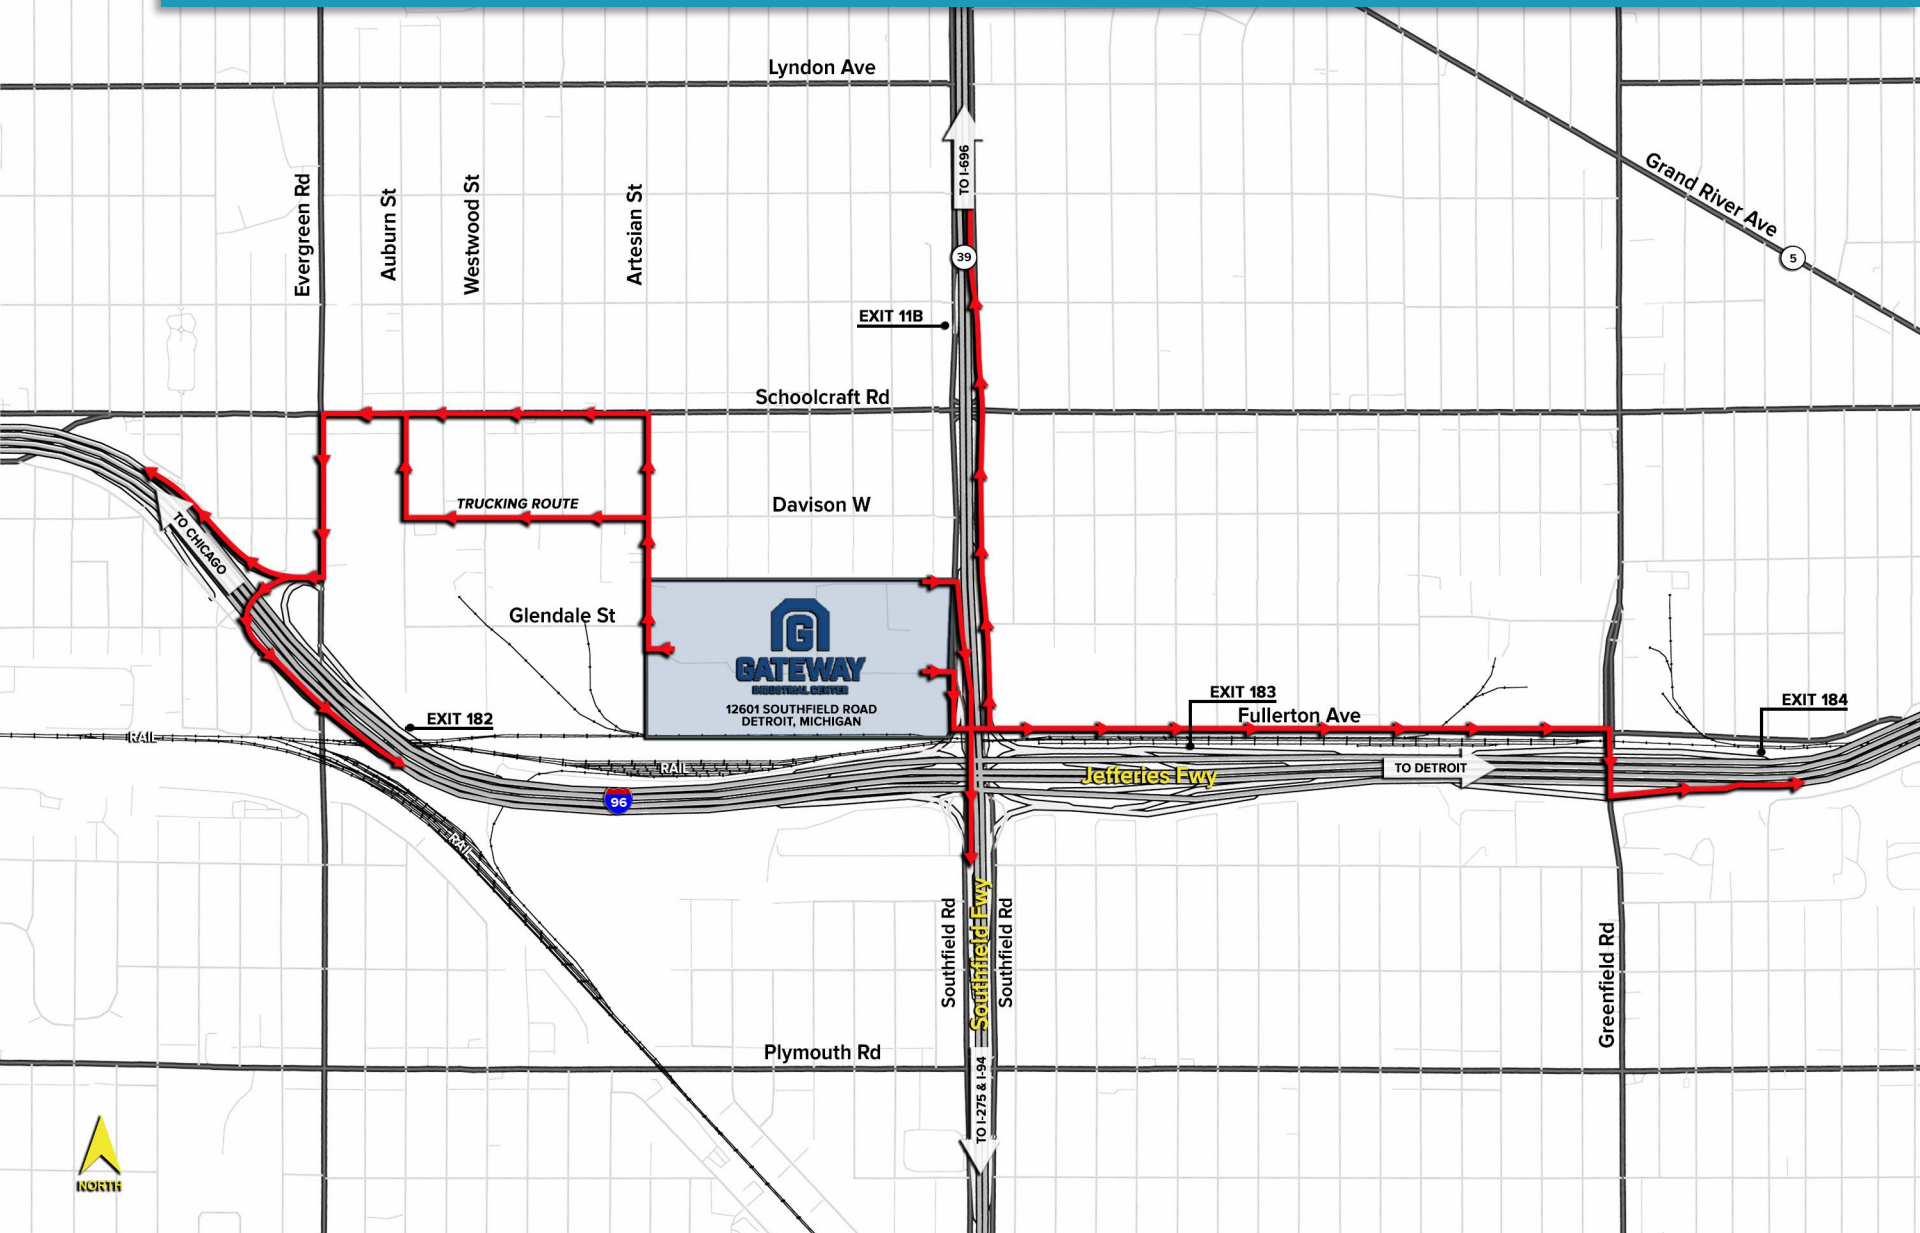 Lyndon Ave
TO I-696
Grand River Ave
Evergreen Rd
Auburn St
Westwood St
Artesian St
39
5
EXIT 11B
Schoolcraft Rd
TRUCKING ROUTE
Davison W
TO CHICAGO
Glendale St
G
GATEWAY
INDUSTRIAL CENTER
12601 SOUTHFIELD ROAD
DETROIT, MICHIGAN
EXIT 182
EXIT 183
Fullerton Ave
EXIT 184
RAIL
RAIL
Jefferies Fwy
TO DETROIT
96
RAIL
Southfield Rd
Southfield Fwy
Southfield Rd
Greenfield Rd
Plymouth Rd
TO I-275 & I-94
NORTH